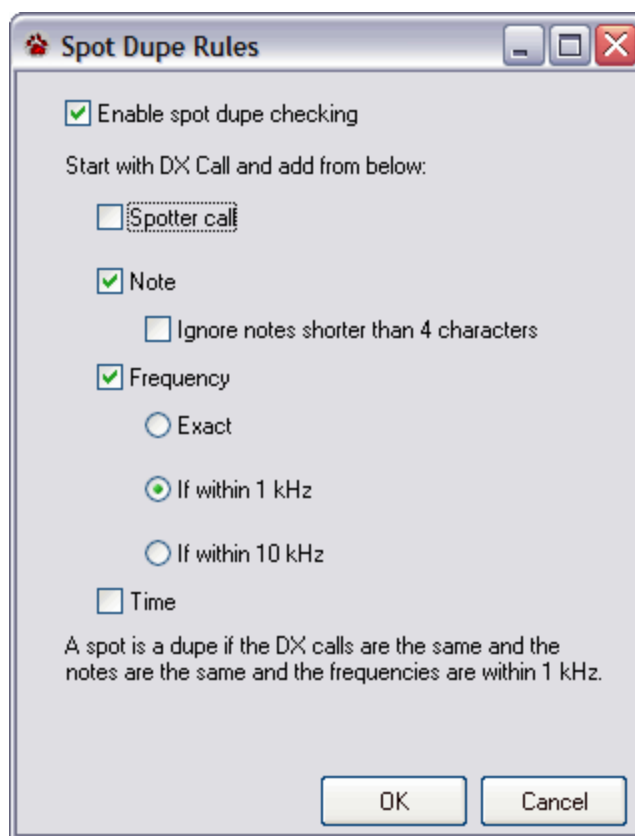 Spot Dupe Rules
Enable spot dupe checking
Start with DX Call and add from below:
Spotter call
Note
Ignore notes shorter than 4 characters
Frequency
Exact
If within 1 kHz
If within 10 kHz
Time
A spot is a dupe if the DX calls are the same and the
notes are the same and the frequencies are within 1 kHz.
OK
Cancel